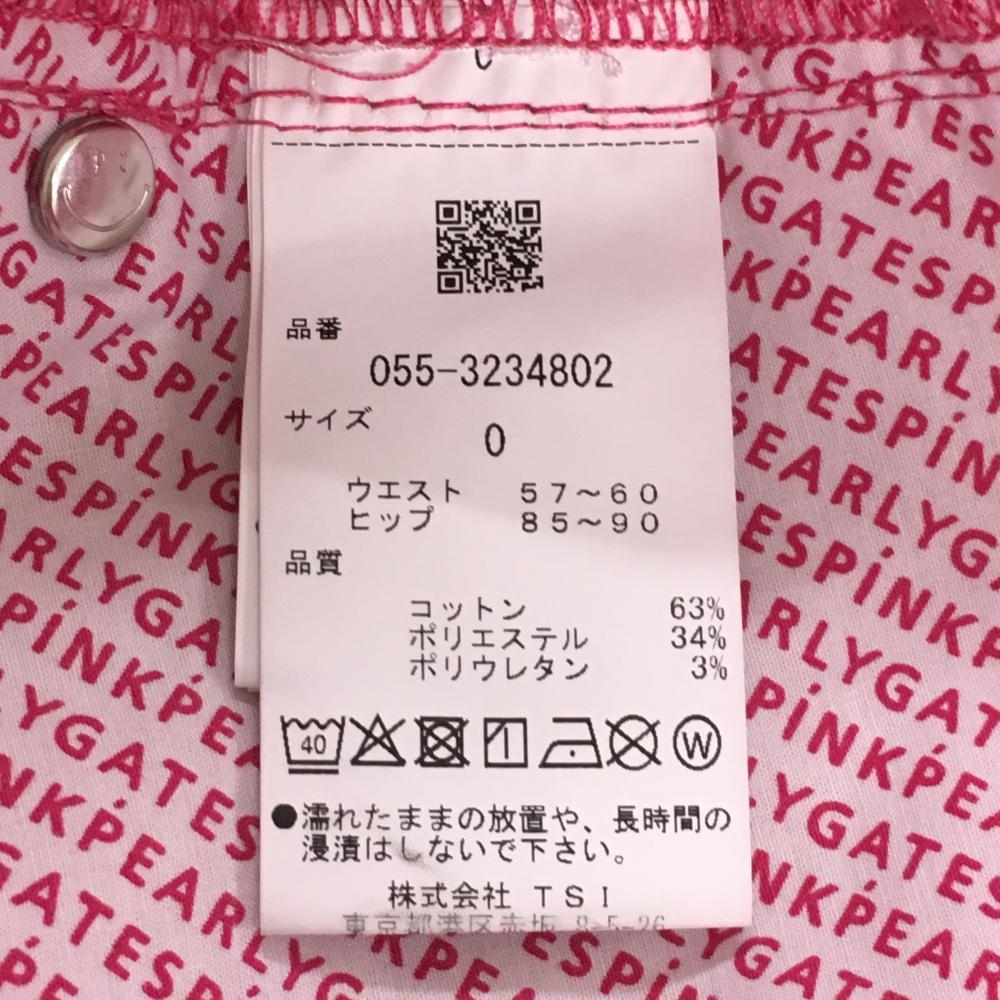 品番
055-3234802
サイズ
0
ウエスト 57～60
ヒップ 85～90
品質
コットン 63%
ポリエステル 34%
ポリウレタン 3%
40
W
●濡れたままの放置や、長時間の
浸漬はしないで下さい。
株式会社 TSI
東京都港区赤坂 8-5-26
PINKPEARLYGATESPINKPEARLYGATES